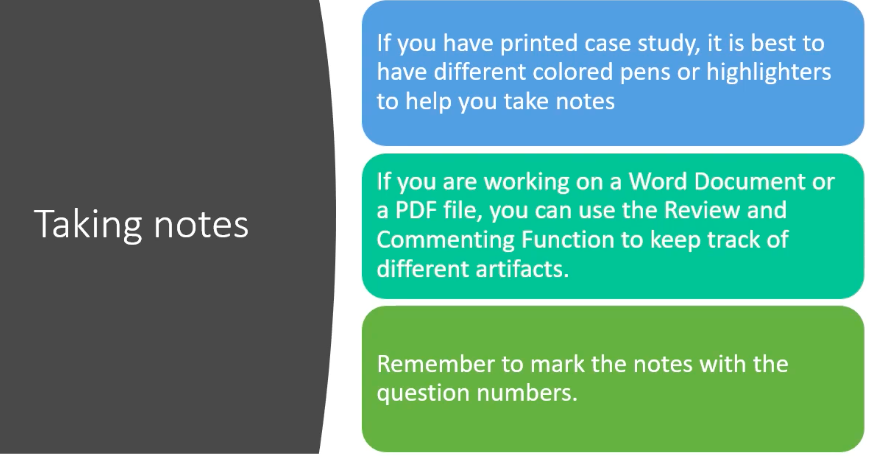 Taking notes
If you have printed case study, it is best to
have different colored pens or highlighters
to help you take notes
If you are working on a Word Document or
a PDF file, you can use the Review and
Commenting Function to keep track of
different artifacts.
Remember to mark the notes with the
question numbers.